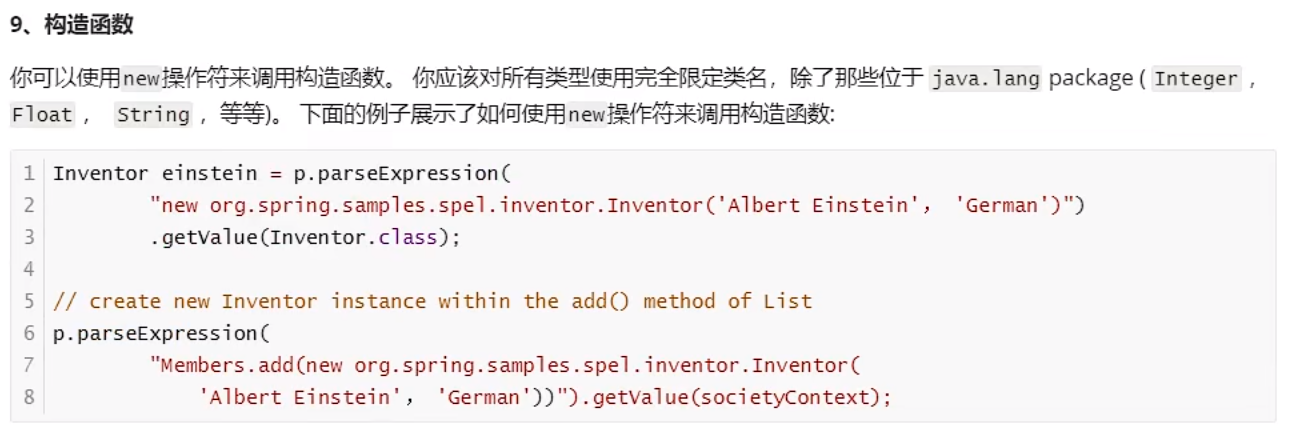 9、构造函数
你可以使用new操作符来调用构造函数。 你应该对所有类型使用完全限定类名，除了那些位于 java.lang package ( Integer ，
Float ， String ，等等)。 下面的例子展示了如何使用new操作符来调用构造函数:
1 Inventor einstein = p.parseExpression(
2         "new org.spring.samples.spel.inventor.Inventor('Albert Einstein'， 'German')")
3         .getValue(Inventor.class);
4
5 // create new Inventor instance within the add() method of List
6 p.parseExpression(
7         "Members.add(new org.spring.samples.spel.inventor.Inventor(
8             'Albert Einstein'， 'German'))").getValue(societyContext);